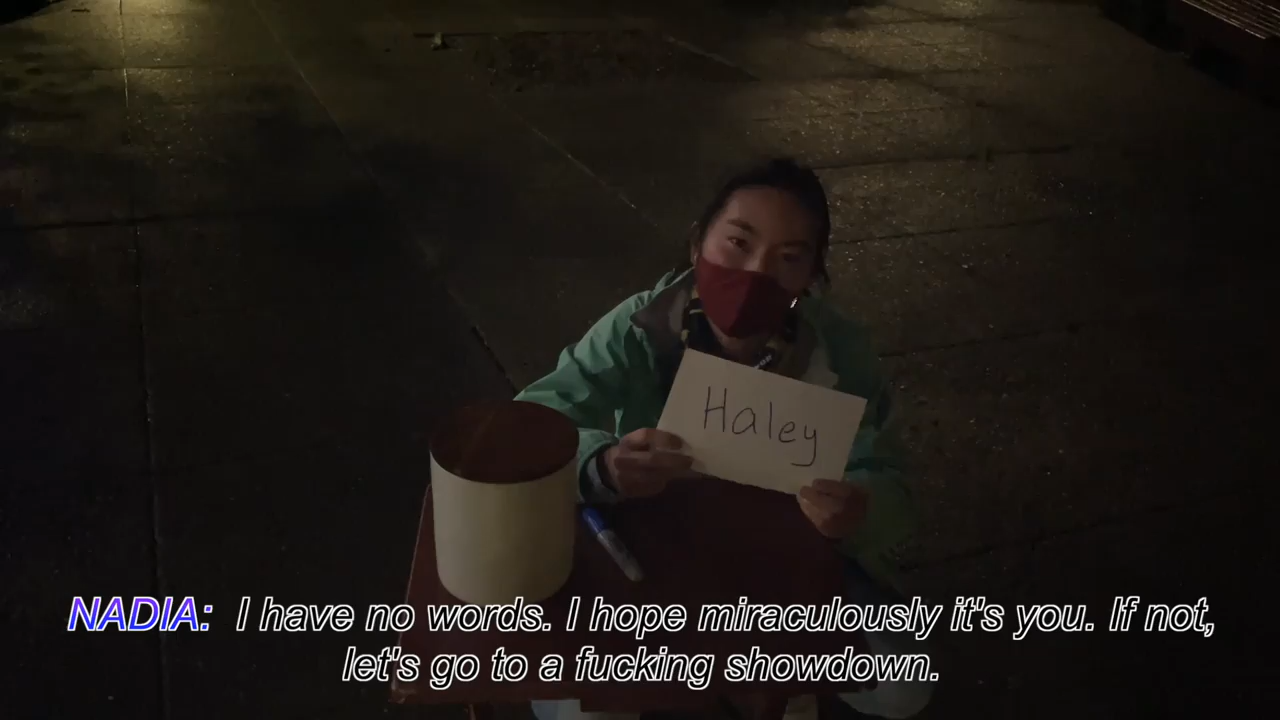 Haley
NADIA: I have no words. I hope miraculously it's you. If not,
let's go to a fucking showdown.